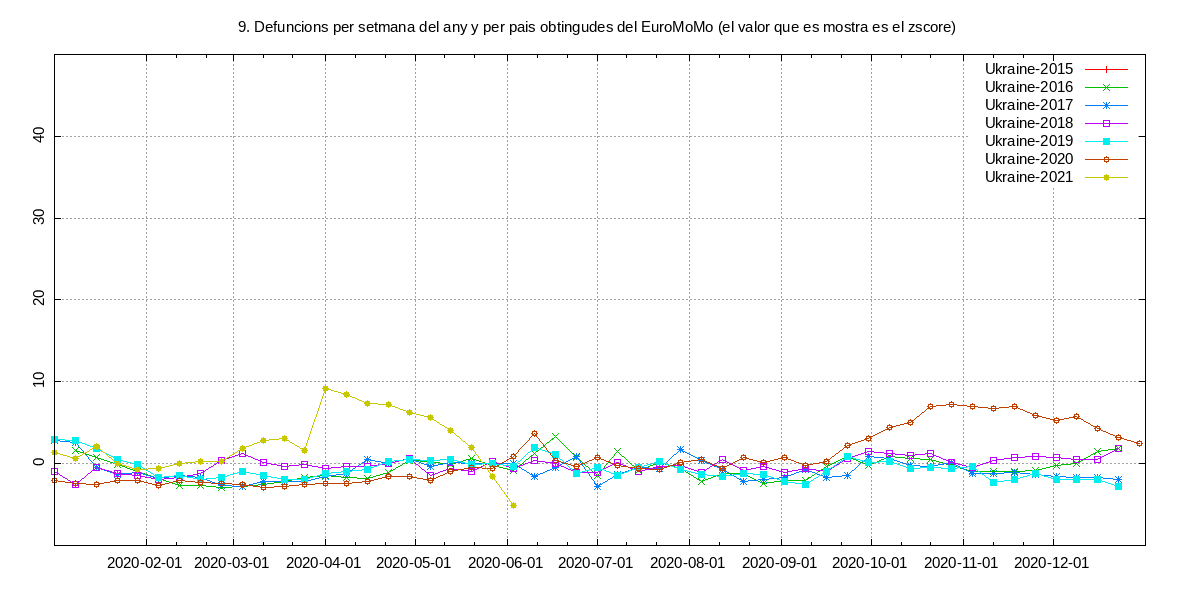 9. Defuncions per setmana del any y per pais obtingudes del EuroMoMo (el valor que es mostra es el zscore)
Ukraine-2015
Ukraine-2016
Ukraine-2017
Ukraine-2018
Ukraine-2019
Ukraine-2020
Ukraine-2021
40
30
20
10
0
2020-02-01 2020-03-01 2020-04-01 2020-05-01 2020-06-01 2020-07-01 2020-08-01 2020-09-01 2020-10-01 2020-11-01 2020-12-01